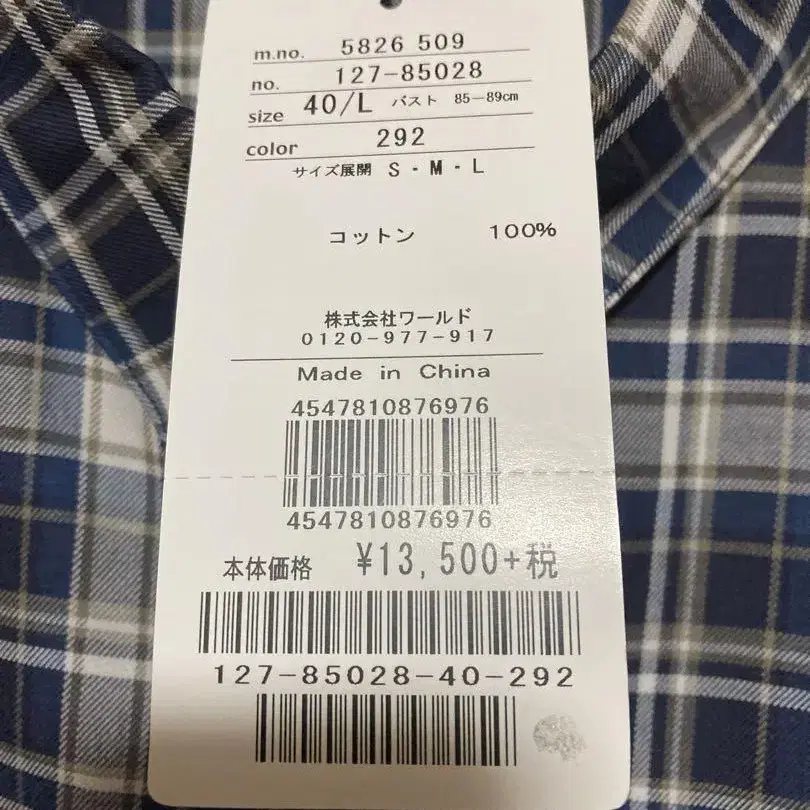 m.no. 5826 509
no. 127-85028
size 40/L バスト 85-89cm
color 292
サイズ展開 S・M・L
コットン 100%
株式会社ワールド
0120-977-917
Made in China
4547810876976
4547810876976
本体価格 ¥13,500+税
127-85028-40-292